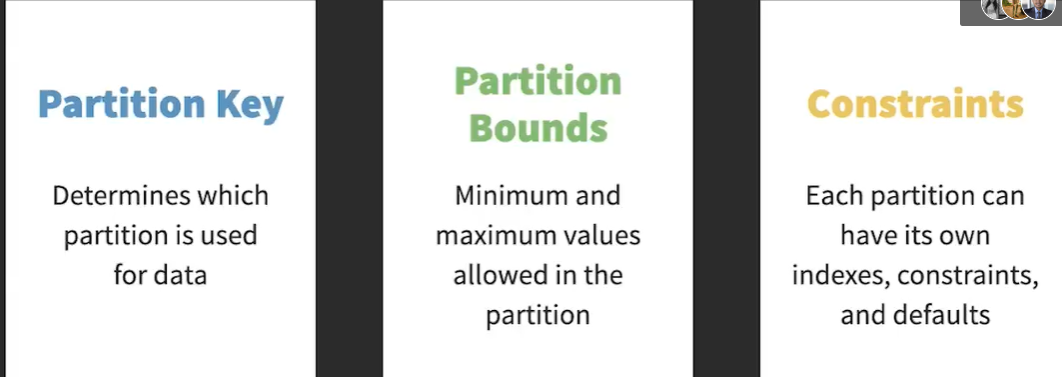 Partition Key
Determines which
partition is used
for data
Partition
Bounds
Minimum and
maximum values
allowed in the
partition
Constraints
Each partition can
have its own
indexes, constraints,
and defaults